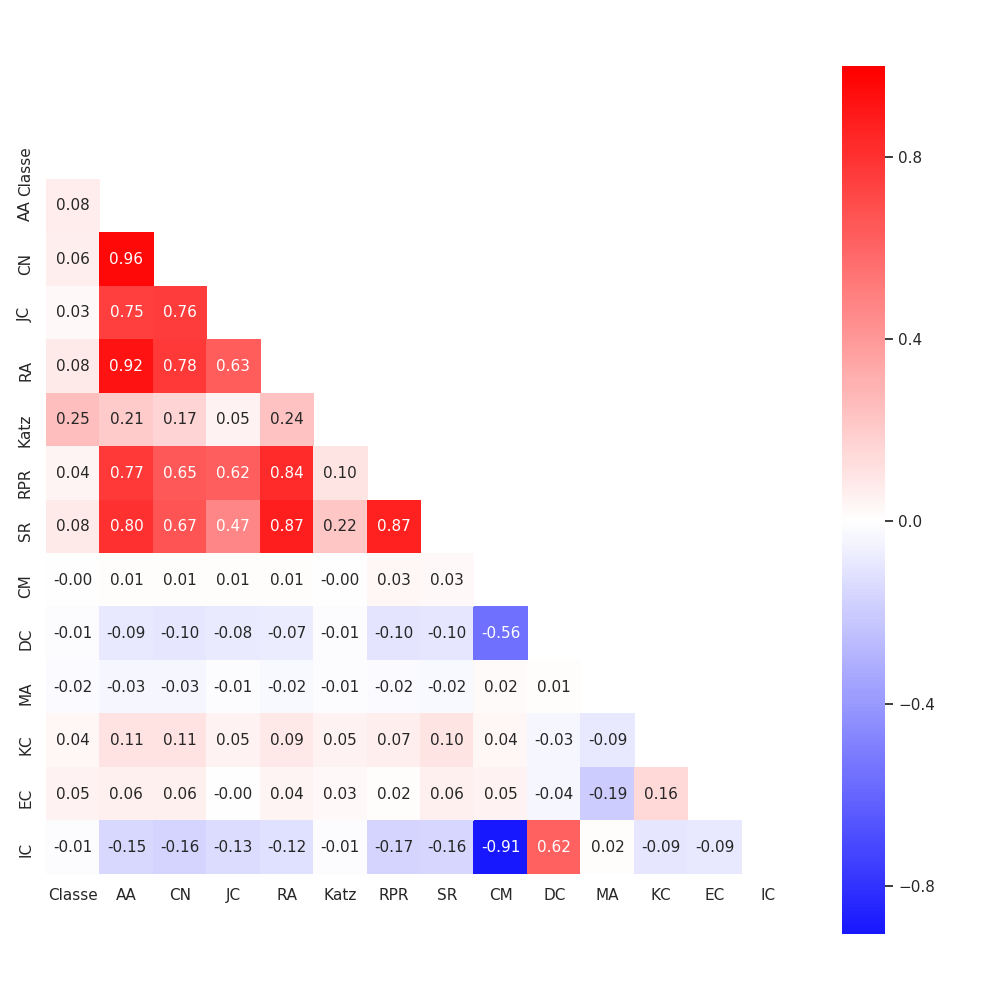 Classe
AA 0.08
CN 0.06 0.96
JC 0.03 0.75 0.76
RA 0.08 0.92 0.78 0.63
Katz 0.25 0.21 0.17 0.05 0.24
RPR 0.04 0.77 0.65 0.62 0.84 0.10
SR 0.08 0.80 0.67 0.47 0.87 0.22 0.87
CM -0.00 0.01 0.01 0.01 0.01 -0.00 0.03 0.03
DC -0.01 -0.09 -0.10 -0.08 -0.07 -0.01 -0.10 -0.10 -0.56
MA -0.02 -0.03 -0.03 -0.01 -0.02 -0.01 -0.02 -0.02 0.02 0.01
KC 0.04 0.11 0.11 0.05 0.09 0.05 0.07 0.10 0.04 -0.03 -0.09
EC 0.05 0.06 0.06 -0.00 0.04 0.03 0.02 0.06 0.05 -0.04 -0.19 0.16
IC -0.01 -0.15 -0.16 -0.13 -0.12 -0.01 -0.17 -0.16 -0.91 0.62 0.02 -0.09 -0.09
Classe AA CN JC RA Katz RPR SR CM DC MA KC EC IC
0.8
0.4
0.0
−0.4
−0.8